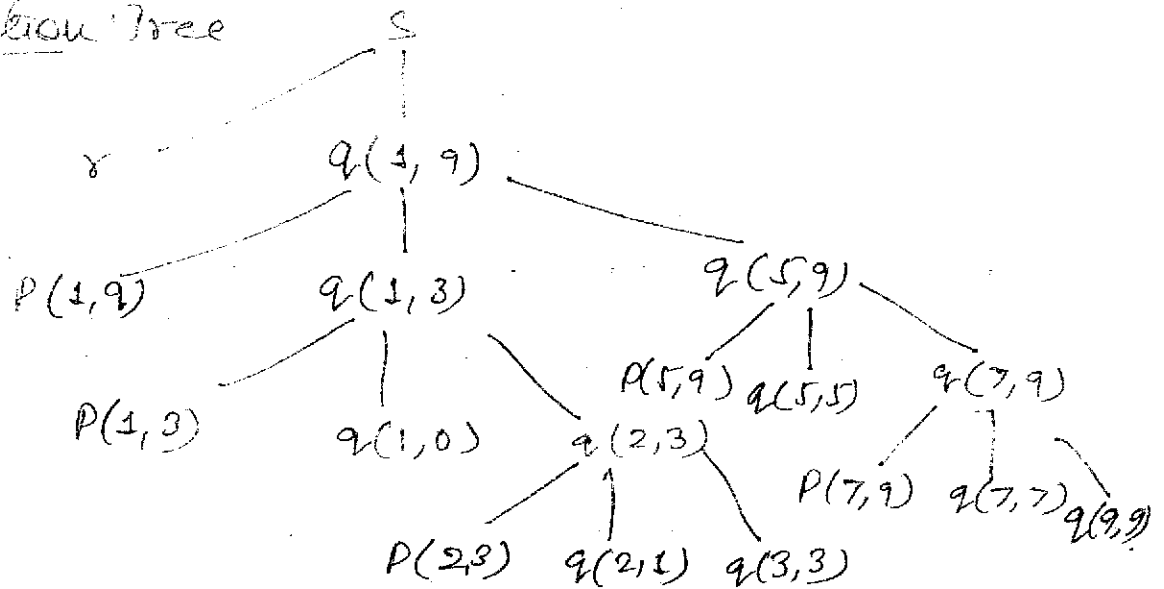 Tree S
r q(1,9)
P(1,9) q(1,3) q(5,9)
P(5,9) q(5,5) q(7,9)
P(1,3) q(1,0) q(2,3)
P(7,9) q(7,7) q(9,9)
P(2,3) q(2,1) q(3,3)